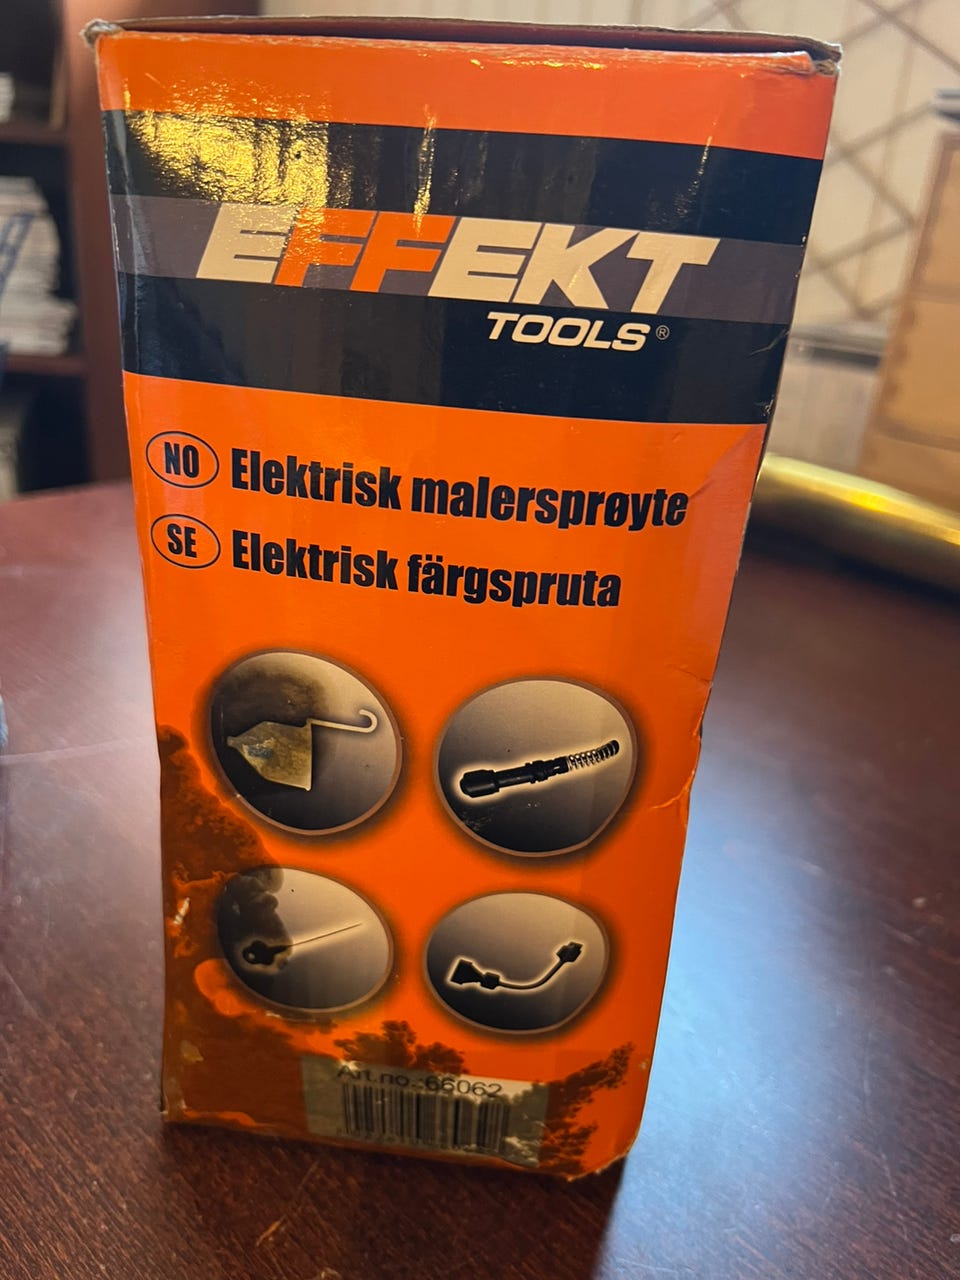 EFFEKT
TOOLS®
NO Elektrisk malersprøyte
SE Elektrisk färgspruta
Art.no.:66062